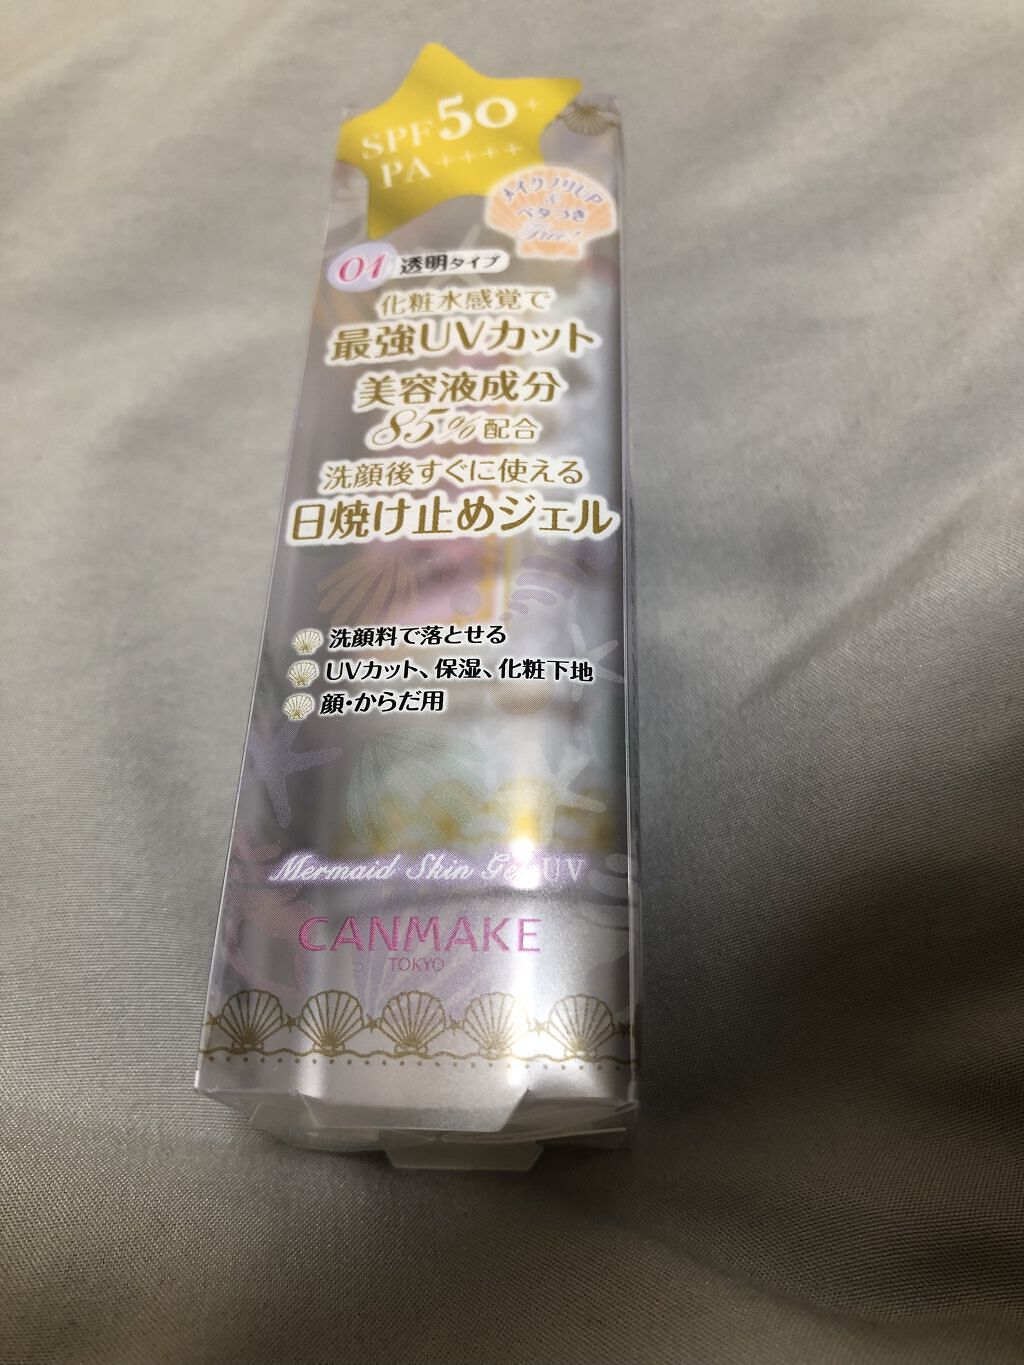 SPF50+
PA++++
メイクノリUP
&
ベタつき
Free!
01 透明タイプ
化粧水感覚で
最強UVカット
美容液成分
85%配合
洗顔後すぐに使える
日焼け止めジェル
洗顔料で落とせる
UVカット、保湿、化粧下地
顔・からだ用
Mermaid Skin Gel UV
CANMAKE
TOKYO